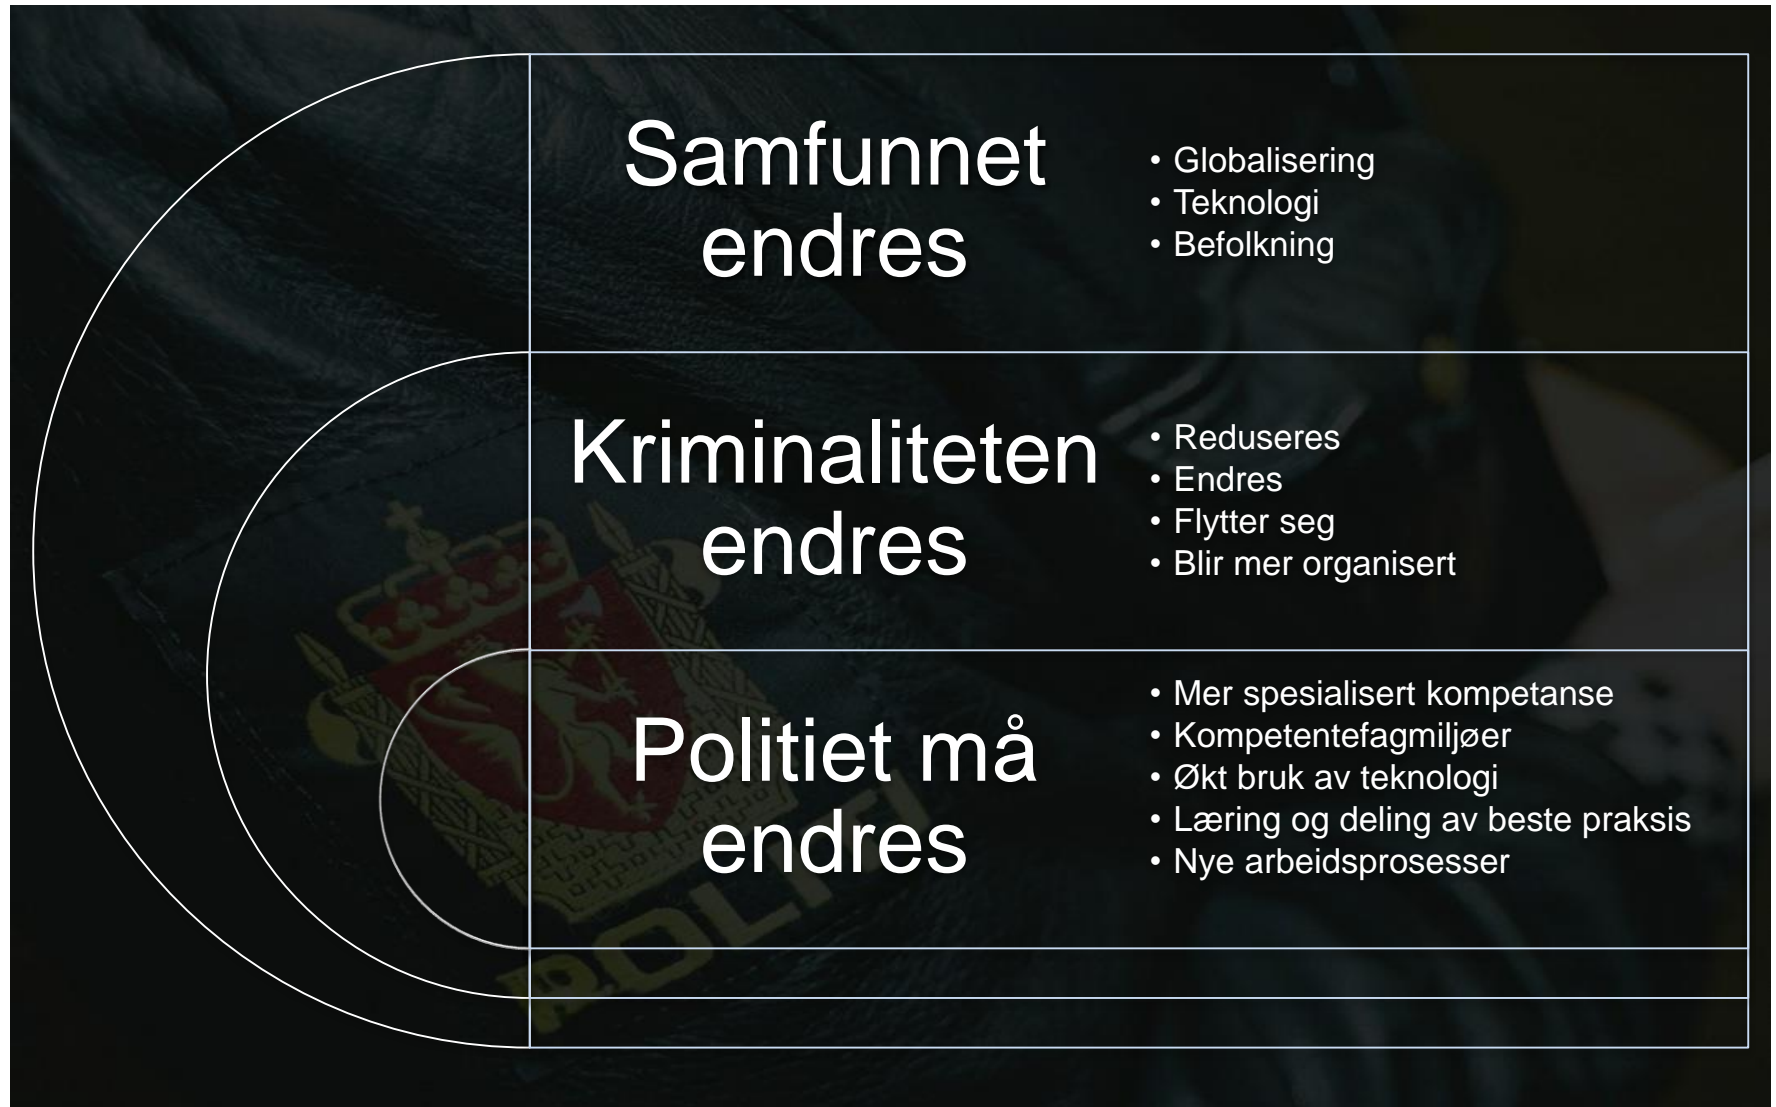 Samfunnet
endres
• Globalisering
• Teknologi
• Befolkning
Kriminaliteten
endres
• Reduseres
• Endres
• Flytter seg
• Blir mer organisert
Politiet må
endres
• Mer spesialisert kompetanse
• Kompetentefagmiljøer
• Økt bruk av teknologi
• Læring og deling av beste praksis
• Nye arbeidsprosesser
POLITI